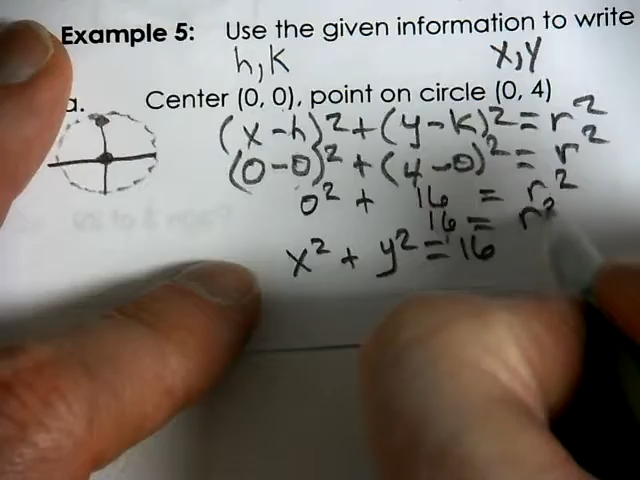 Example 5: Use the given information to write
h,k x,y
a. Center (0, 0), point on circle (0, 4)
(x-h)²+(y-k)²=r²
(0-0)²+(4-0)²=r²
0²+ 16 = r²
16 = r²
x²+ y²=16